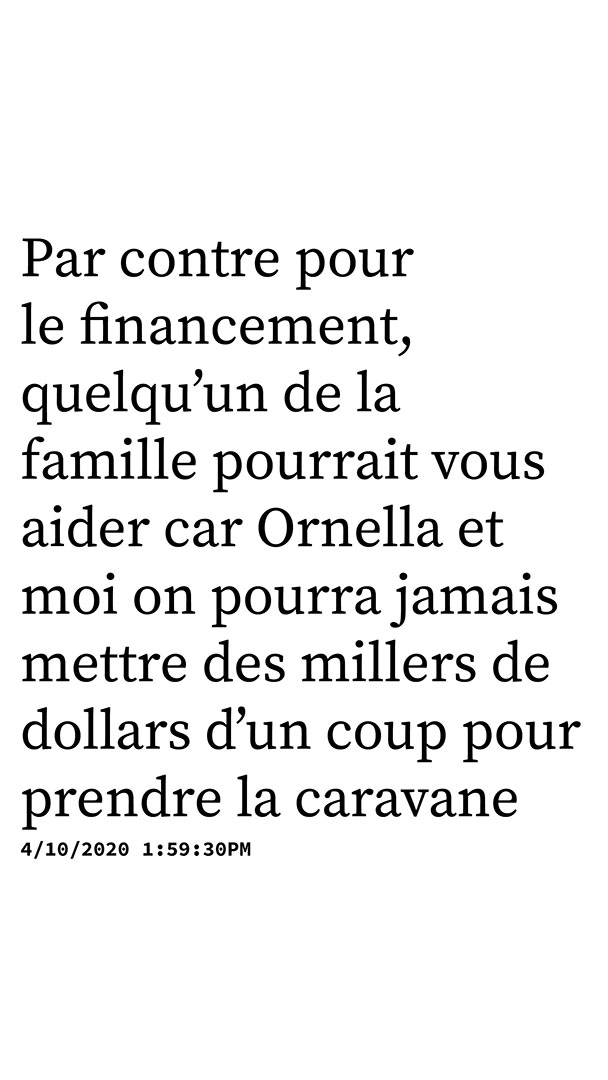 Par contre pour
le financement,
quelqu’un de la
famille pourrait vous
aider car Ornella et
moi on pourra jamais
mettre des millers de
dollars d’un coup pour
prendre la caravane
4/10/2020 1:59:30PM